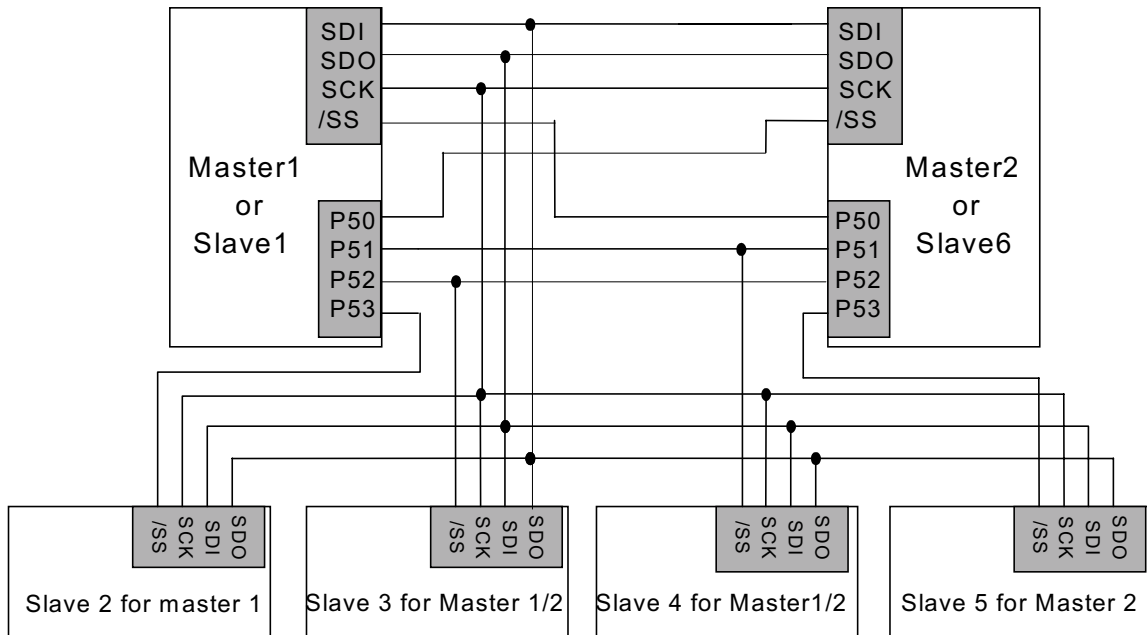 SDI
SDO
SCK
/SS
Master1
or
Slave1
P50
P51
P52
P53
SDI
SDO
SCK
/SS
Master2
or
Slave6
P50
P51
P52
P53
/SS
SCK
SDI
SDO
Slave 2 for master 1
/SS
SCK
SDI
SDO
Slave 3 for Master 1/2
/SS
SCK
SDI
SDO
Slave 4 for Master1/2
/SS
SCK
SDI
SDO
Slave 5 for Master 2